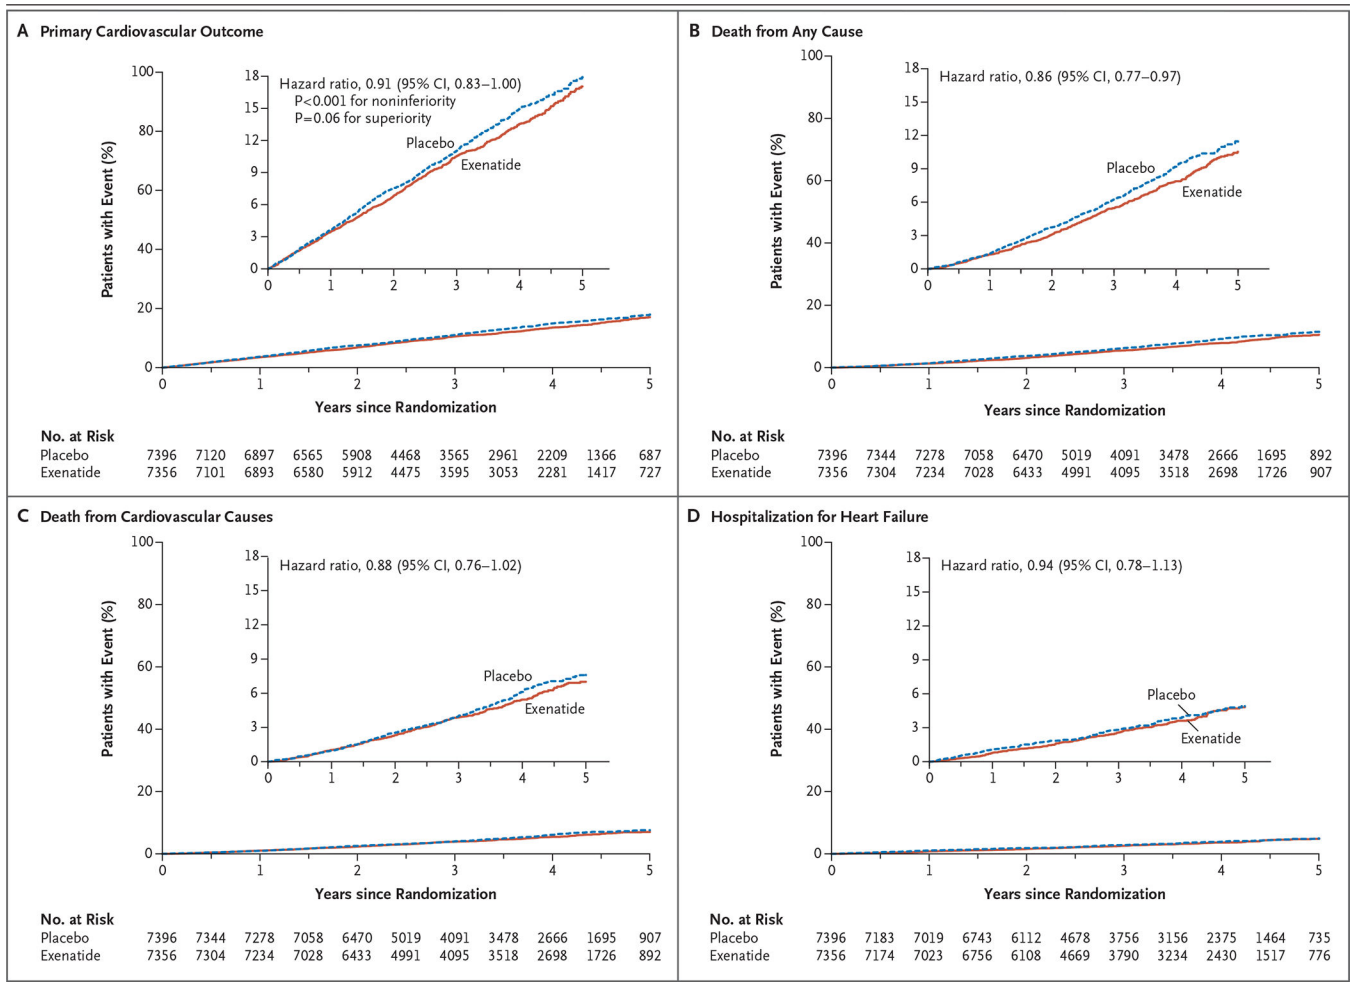 A Primary Cardiovascular Outcome
Patients with Event (%)
100
80
60
40
20
0
18
15
12
9
6
3
0
Hazard ratio, 0.91 (95% CI, 0.83–1.00)
P<0.001 for noninferiority
P=0.06 for superiority
Placebo
Exenatide
0 1 2 3 4 5
0 1 2 3 4 5
Years since Randomization
No. at Risk
Placebo 7396 7120 6897 6565 5908 4468 3565 2961 2209 1366 687
Exenatide 7356 7101 6893 6580 5912 4475 3595 3053 2281 1417 727
B Death from Any Cause
Patients with Event (%)
100
80
60
40
20
0
18
15
12
9
6
3
0
Hazard ratio, 0.86 (95% CI, 0.77–0.97)
Placebo
Exenatide
0 1 2 3 4 5
0 1 2 3 4 5
Years since Randomization
No. at Risk
Placebo 7396 7344 7278 7058 6470 5019 4091 3478 2666 1695 892
Exenatide 7356 7304 7234 7028 6433 4991 4095 3518 2698 1726 907
C Death from Cardiovascular Causes
Patients with Event (%)
100
80
60
40
20
0
18
15
12
9
6
3
0
Hazard ratio, 0.88 (95% CI, 0.76–1.02)
Placebo
Exenatide
0 1 2 3 4 5
0 1 2 3 4 5
Years since Randomization
No. at Risk
Placebo 7396 7344 7278 7058 6470 5019 4091 3478 2666 1695 907
Exenatide 7356 7304 7234 7028 6433 4991 4095 3518 2698 1726 892
D Hospitalization for Heart Failure
Patients with Event (%)
100
80
60
40
20
0
18
15
12
9
6
3
0
Hazard ratio, 0.94 (95% CI, 0.78–1.13)
Placebo
Exenatide
0 1 2 3 4 5
0 1 2 3 4 5
Years since Randomization
No. at Risk
Placebo 7396 7183 7019 6743 6112 4678 3756 3156 2375 1464 735
Exenatide 7356 7174 7023 6756 6108 4669 3790 3234 2430 1517 776